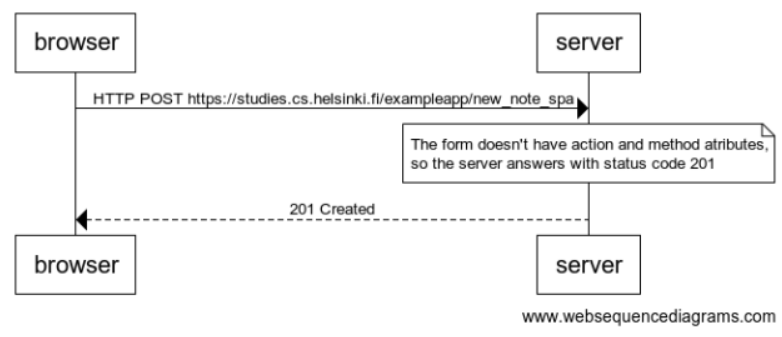 browser
server
HTTP POST https://studies.cs.helsinki.fi/exampleapp/new_note_spa
The form doesn't have action and method atributes,
so the server answers with status code 201
201 Created
browser
server
www.websequencediagrams.com